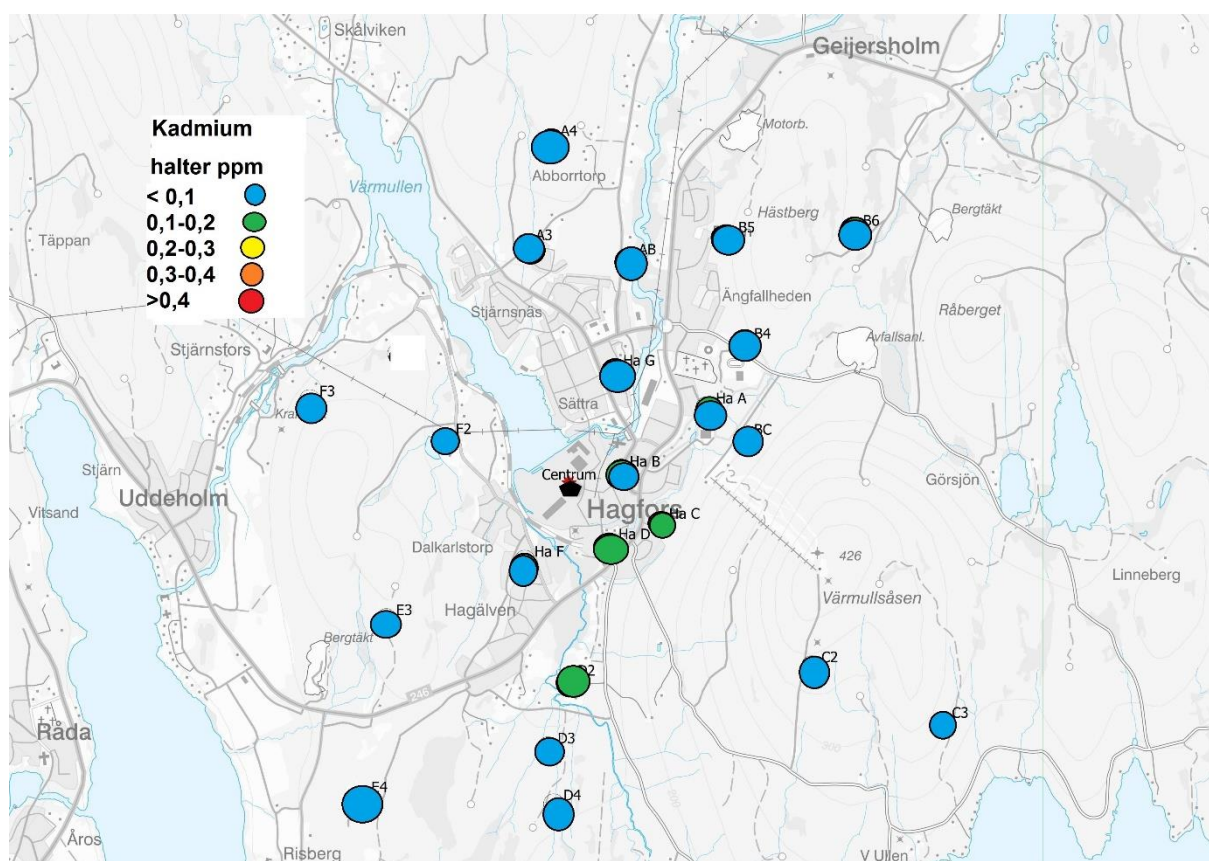 Skålviken
Geijersholm
Kadmium
halter ppm
< 0,1
0,1-0,2
0,2-0,3
0,3-0,4
>0,4
A4
Abborrtorp
Motorb.
Värmullen
Täppan
Hästberg
Bergtäkt
A3
AB
B5
B6
Ängfallheden
Stjärnsnäs
Råberget
Stjärnsfors
B4
Avfallsanl.
Ha G
F3
Sättra
Ha A
F2
BC
Stjärn
Uddeholm
Vitsand
Centrum
Ha B
Hagfors
Görsjön
Ha C
Ha D
Dalkarlstorp
Ha F
426
Linneberg
Hagälven
Värmullsåsen
E3
Bergtäkt
D2
C2
246
Råda
C3
D3
300
300
E4
D4
Åros
Risberg
V Ullen